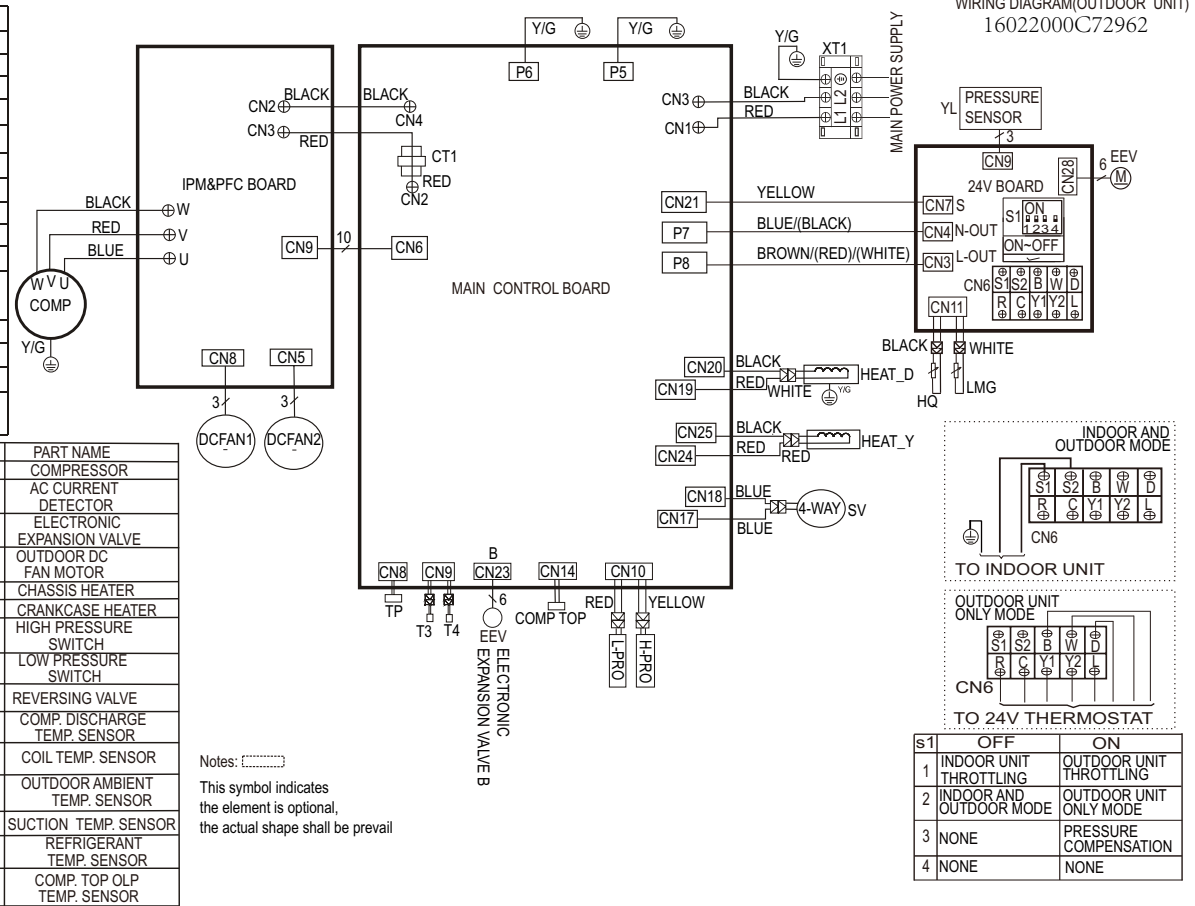 WIRING DIAGRAM(OUTDOOR UNIT)
16022000C72962
Y/G
Y/G
P6
P5
Y/G
XT1
MAIN POWER SUPPLY
L2
L1
CN3
BLACK
CN1
RED
CN2
BLACK
BLACK
CN4
CN3
RED
CT1
RED
CN2
IPM&PFC BOARD
BLACK
W
RED
V
BLUE
U
W V U
COMP
Y/G
CN9
10
CN6
MAIN CONTROL BOARD
CN8
CN5
3
3
DCFAN1
DCFAN2
CN21
YELLOW
P7
BLUE/(BLACK)
P8
BROWN/(RED)/(WHITE)
YL
PRESSURE
SENSOR
3
CN9
CN28
6
EEV
M
24V BOARD
CN7
S
CN4
N-OUT
CN3
L-OUT
S1
ON
1234
ON~OFF
CN6
S1 S2 B W D
R C Y1 Y2 L
CN11
BLACK
WHITE
HQ
LMG
CN20
BLACK
CN19
RED
WHITE
Y/G
HEAT_D
CN25
BLACK
CN24
RED
RED
HEAT_Y
CN18
BLUE
CN17
BLUE
4-WAY
SV
CN8
TP
CN9
T3
T4
B
CN23
6
EEV
ELECTRONIC
EXPANSION VALVE B
CN14
COMP TOP
CN10
RED
YELLOW
L-PRO
H-PRO
INDOOR AND
OUTDOOR MODE
S1 S2 B W D
R C Y1 Y2 L
CN6
TO INDOOR UNIT
OUTDOOR UNIT
ONLY MODE
S1 S2 B W D
R C Y1 Y2 L
CN6
TO 24V THERMOSTAT
s1 OFF ON
1 INDOOR UNIT THROTTLING OUTDOOR UNIT THROTTLING
2 INDOOR AND OUTDOOR MODE OUTDOOR UNIT ONLY MODE
3 NONE PRESSURE COMPENSATION
4 NONE NONE
PART NAME
COMPRESSOR
AC CURRENT
DETECTOR
ELECTRONIC
EXPANSION VALVE
OUTDOOR DC
FAN MOTOR
CHASSIS HEATER
CRANKCASE HEATER
HIGH PRESSURE
SWITCH
LOW PRESSURE
SWITCH
REVERSING VALVE
COMP. DISCHARGE
TEMP. SENSOR
COIL TEMP. SENSOR
OUTDOOR AMBIENT
TEMP. SENSOR
SUCTION TEMP. SENSOR
REFRIGERANT
TEMP. SENSOR
COMP. TOP OLP
TEMP. SENSOR
Notes:
This symbol indicates
the element is optional,
the actual shape shall be prevail